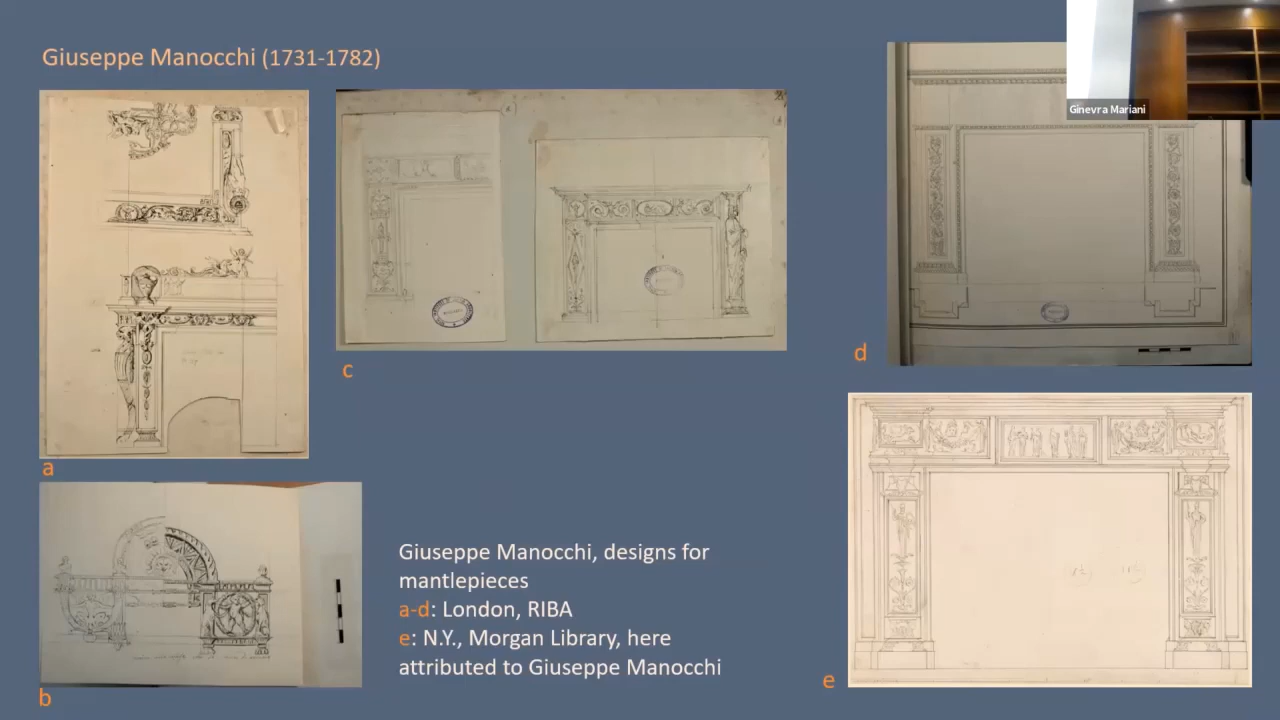 Giuseppe Manocchi (1731-1782)
Ginevra Mariani
a
c
d
b
Giuseppe Manocchi, designs for
mantlepieces
a-d: London, RIBA
e: N.Y., Morgan Library, here
attributed to Giuseppe Manocchi
e